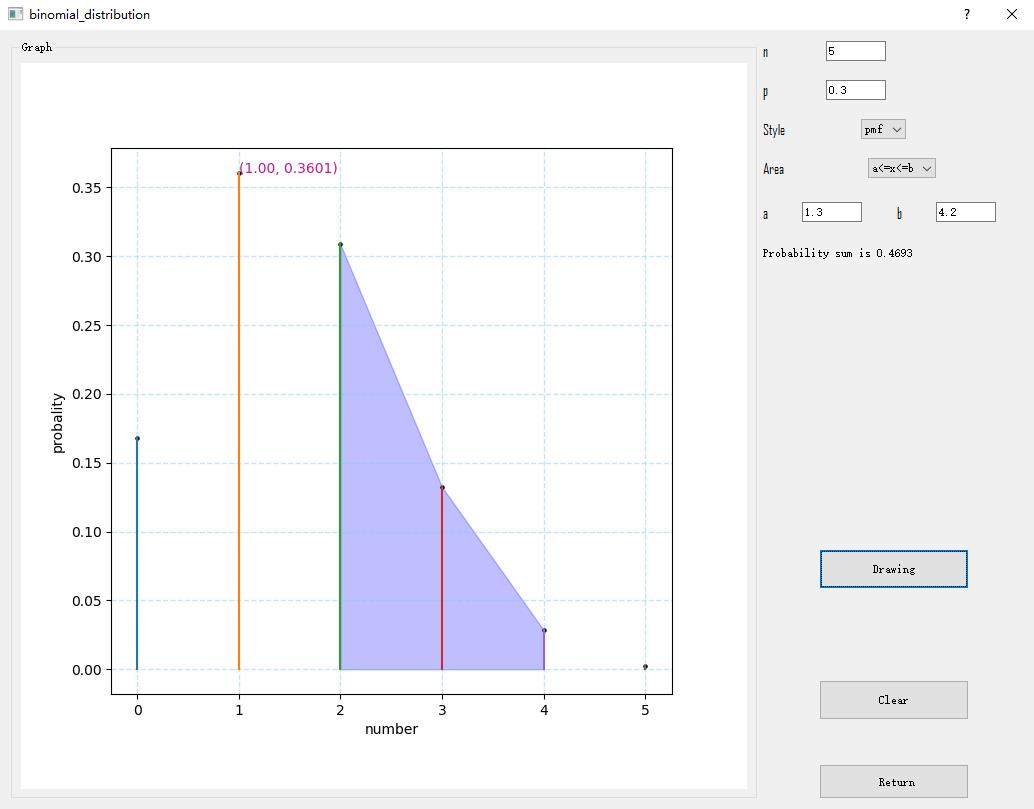 binomial_distribution
?
Graph
n 5
p 0.3
Style pmf
Area a<=x<=b
a 1.3 b 4.2
Probability sum is 0.4693
(1.00, 0.3601)
0.35
0.30
0.25
0.20
0.15
0.10
0.05
0.00
probality
0 1 2 3 4 5
number
Drawing
Clear
Return